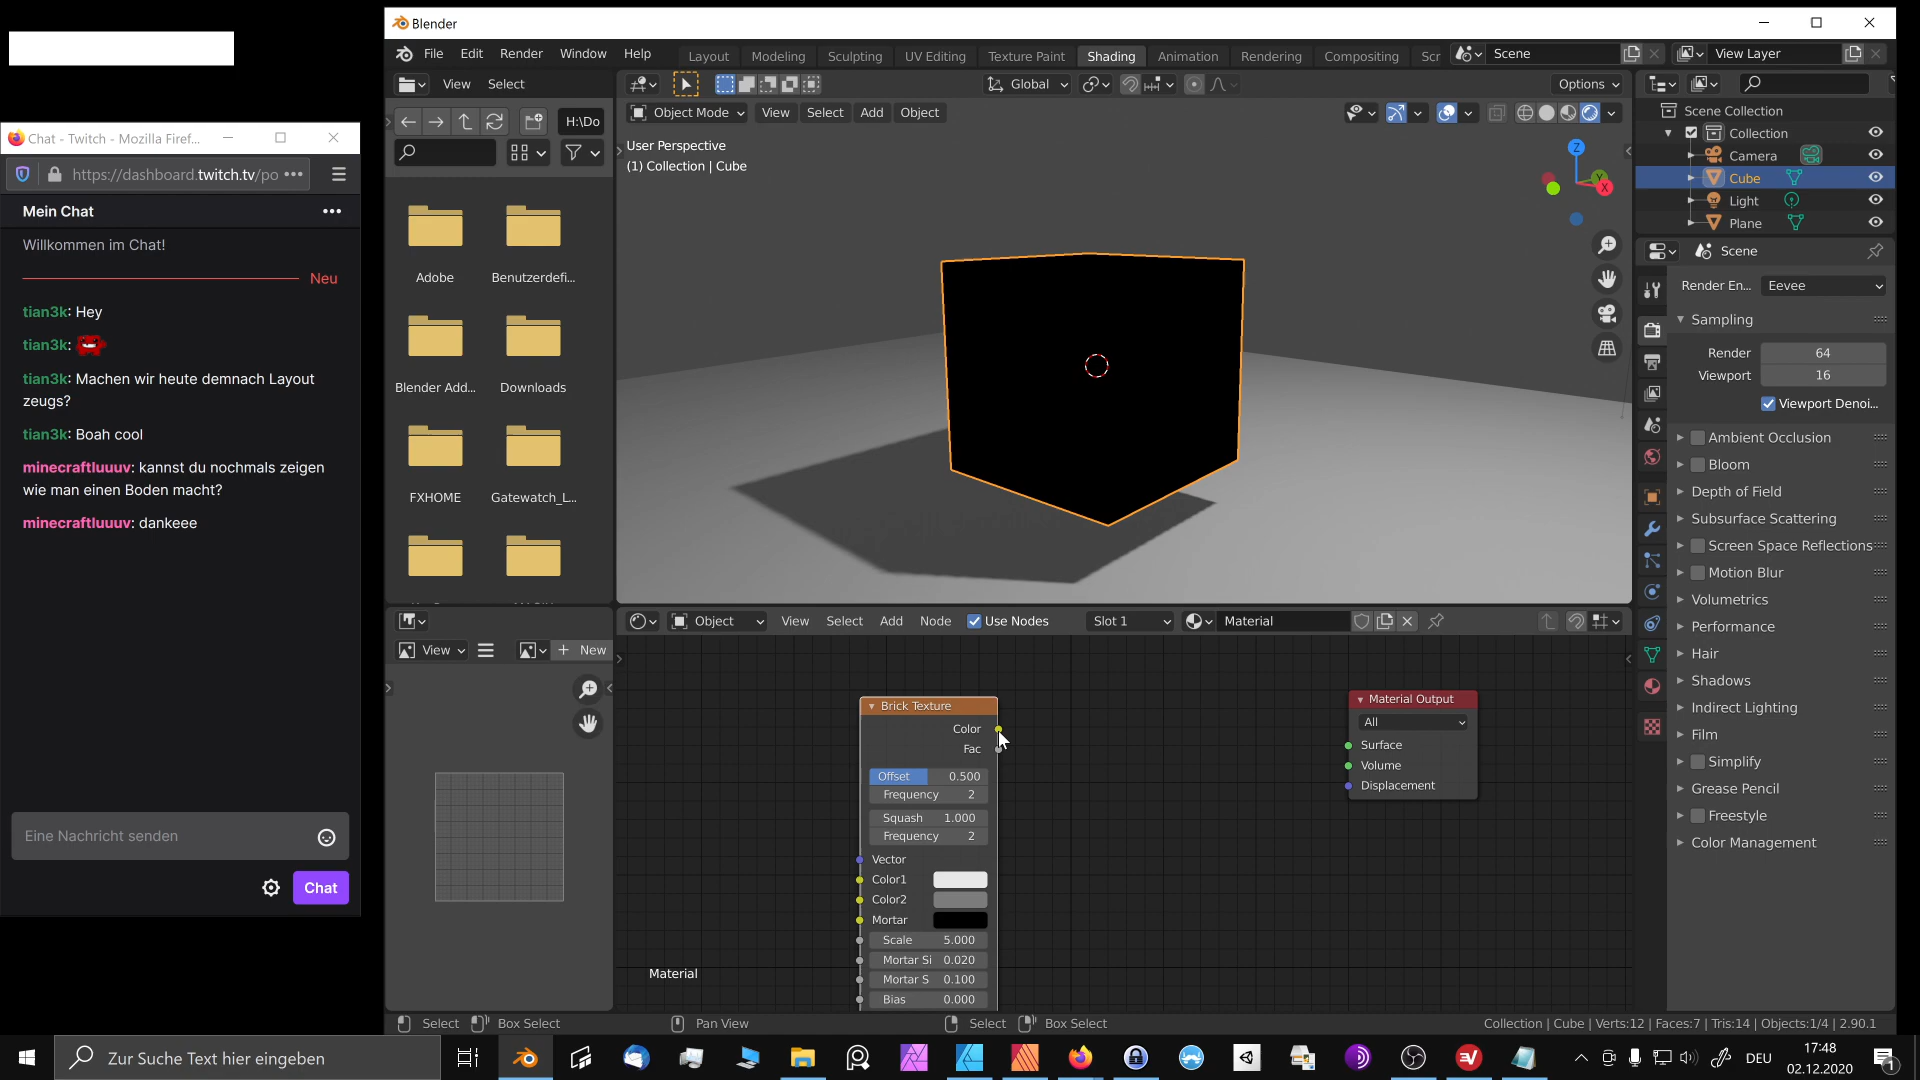 Blender
File Edit Render Window Help Layout Modeling Sculpting UV Editing Texture Paint Shading Animation Rendering Compositing Scr Scene View Layer
View Select Global Options
H:\Do Object Mode View Select Add Object
User Perspective
(1) Collection | Cube
Z
Y
X
Adobe Benutzerdefi...
Blender Add... Downloads
FXHOME Gatewatch_L...
Chat - Twitch - Mozilla Firef...
https://dashboard.twitch.tv/po
Mein Chat
Willkommen im Chat!
Neu
tian3k: Hey
tian3k:
tian3k: Machen wir heute demnach Layout
zeugs?
tian3k: Boah cool
minecraftluuuv: kannst du nochmals zeigen
wie man einen Boden macht?
minecraftluuuv: dankeee
Eine Nachricht senden
Chat
Scene Collection
Collection
Camera
Cube
Light
Plane
Scene
Render En... Eevee
Sampling
Render 64
Viewport 16
Viewport Denoi...
Ambient Occlusion
Bloom
Depth of Field
Subsurface Scattering
Screen Space Reflections
Motion Blur
Volumetrics
Performance
Hair
Shadows
Indirect Lighting
Film
Simplify
Grease Pencil
Freestyle
Color Management
Object View Select Add Node Use Nodes Slot 1 Material
View New
Brick Texture
Color
Fac
Offset 0.500
Frequency 2
Squash 1.000
Frequency 2
Vector
Color1
Color2
Mortar
Scale 5.000
Mortar Si 0.020
Mortar S 0.100
Bias 0.000
Material Output
All
Surface
Volume
Displacement
Material
Select Box Select Pan View Select Box Select Collection | Cube | Verts:12 | Faces:7 | Tris:14 | Objects:1/4 | 2.90.1
Zur Suche Text hier eingeben DEU 17:48
02.12.2020
1